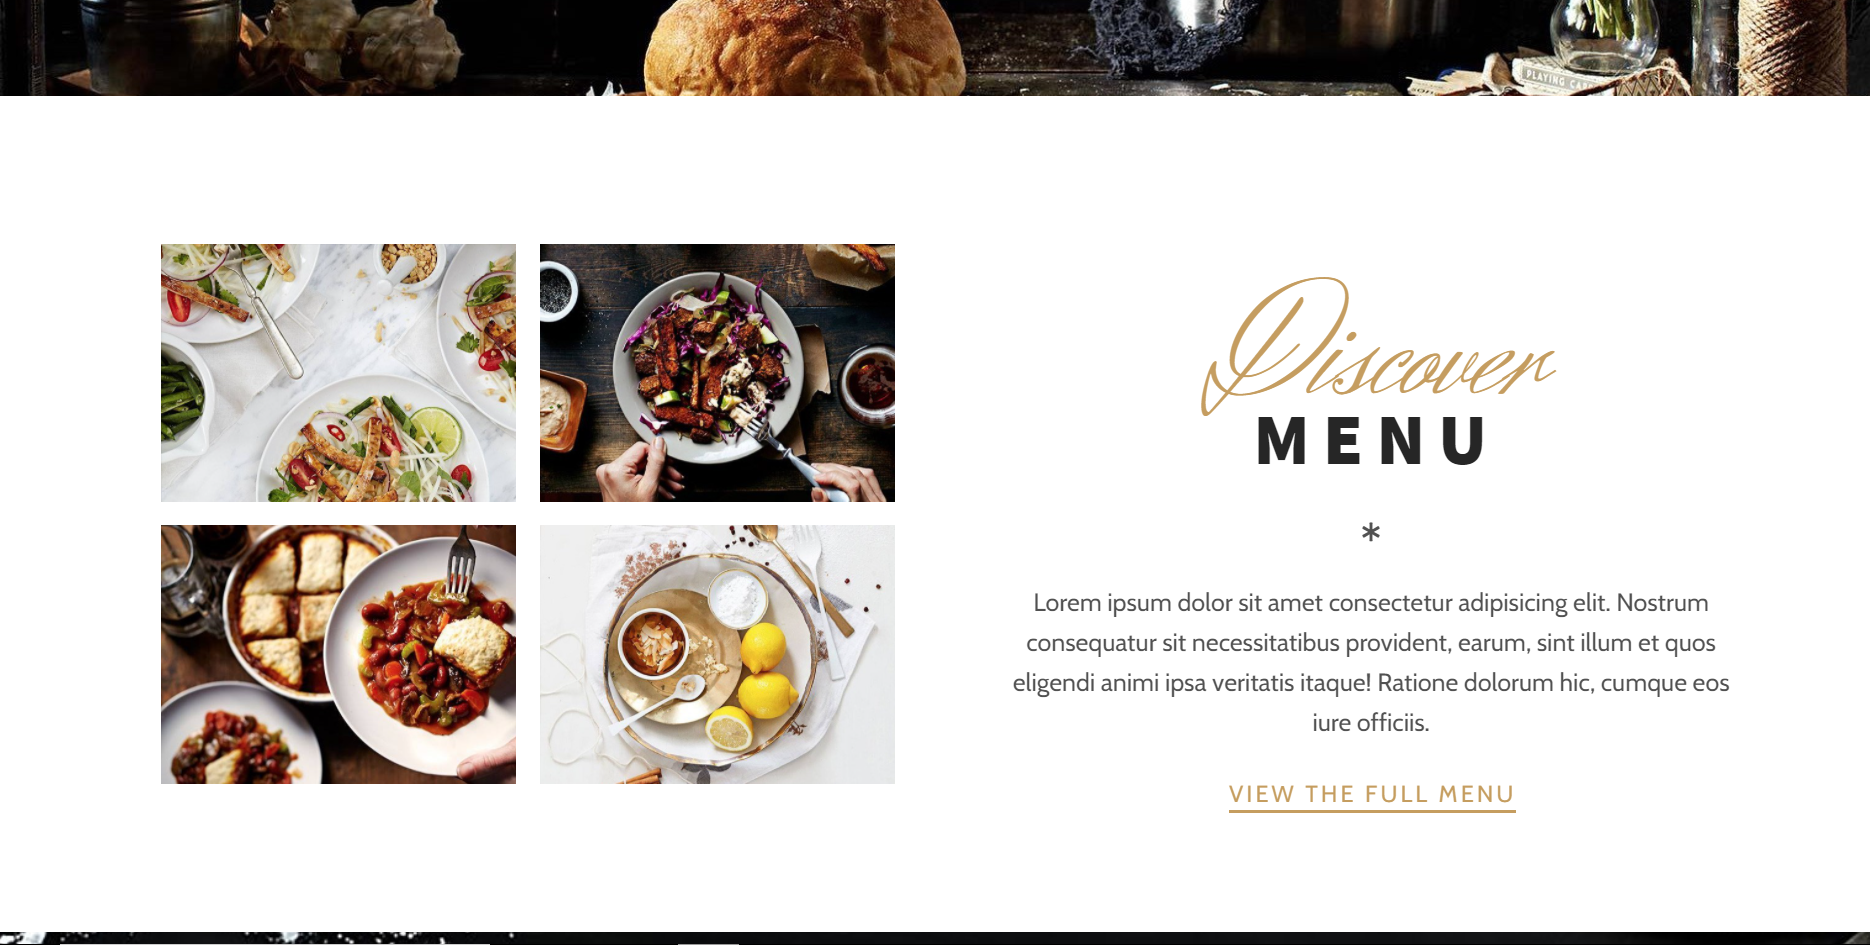 PLAYING
Discover
MENU
*
Lorem ipsum dolor sit amet consectetur adipisicing elit. Nostrum
consequatur sit necessitatibus provident, earum, sint illum et quos
eligendi animi ipsa veritatis itaque! Ratione dolorum hic, cumque eos
iure officiis.
VIEW THE FULL MENU